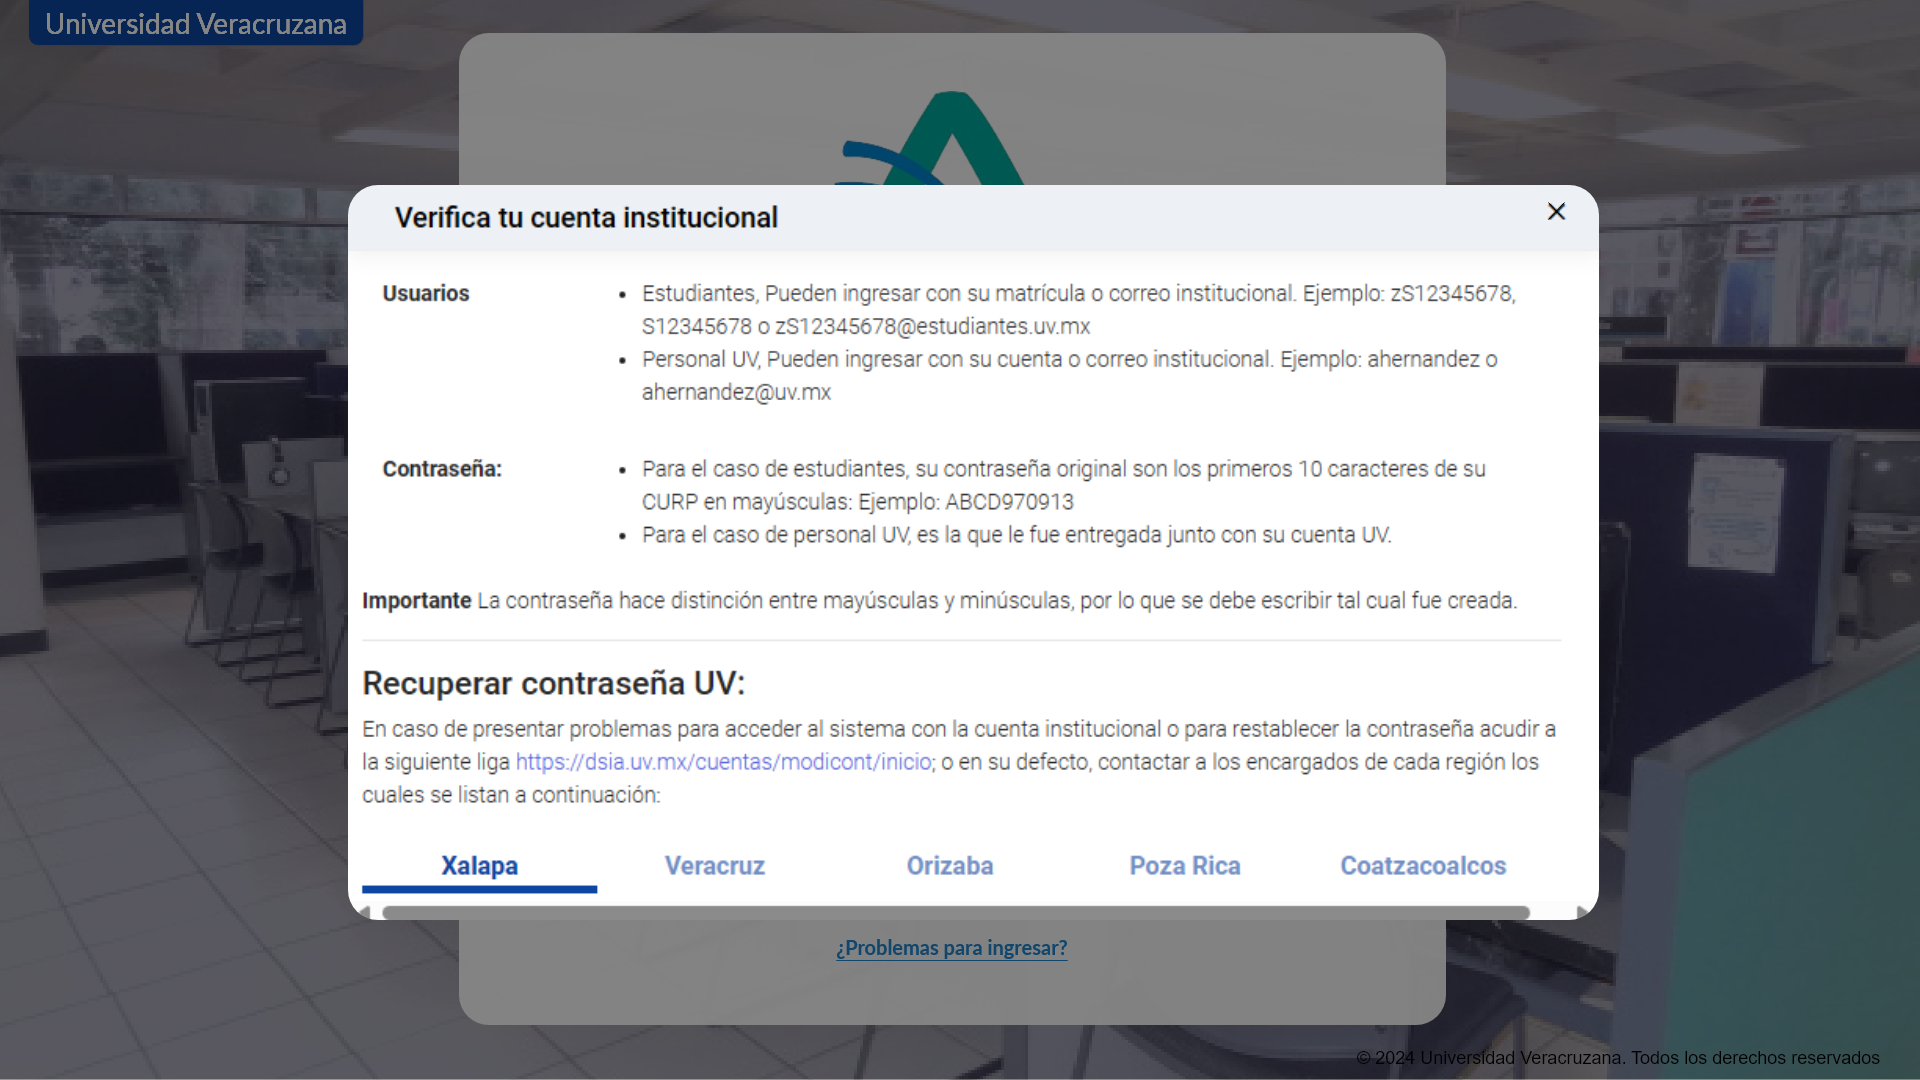 Universidad Veracruzana
Verifica tu cuenta institucional
Usuarios
• Estudiantes, Pueden ingresar con su matrícula o correo institucional. Ejemplo: zS12345678,
S12345678 o zS12345678@estudiantes.uv.mx
• Personal UV, Pueden ingresar con su cuenta o correo institucional. Ejemplo: ahernandez o
ahernandez@uv.mx
Contraseña:
• Para el caso de estudiantes, su contraseña original son los primeros 10 caracteres de su
CURP en mayúsculas: Ejemplo: ABCD970913
• Para el caso de personal UV, es la que le fue entregada junto con su cuenta UV.
Importante La contraseña hace distinción entre mayúsculas y minúsculas, por lo que se debe escribir tal cual fue creada.
Recuperar contraseña UV:
En caso de presentar problemas para acceder al sistema con la cuenta institucional o para restablecer la contraseña acudir a
la siguiente liga https://dsia.uv.mx/cuentas/modicont/inicio; o en su defecto, contactar a los encargados de cada región los
cuales se listan a continuación:
Xalapa Veracruz Orizaba Poza Rica Coatzacoalcos
¿Problemas para ingresar?
© 2024 Universidad Veracruzana. Todos los derechos reservados